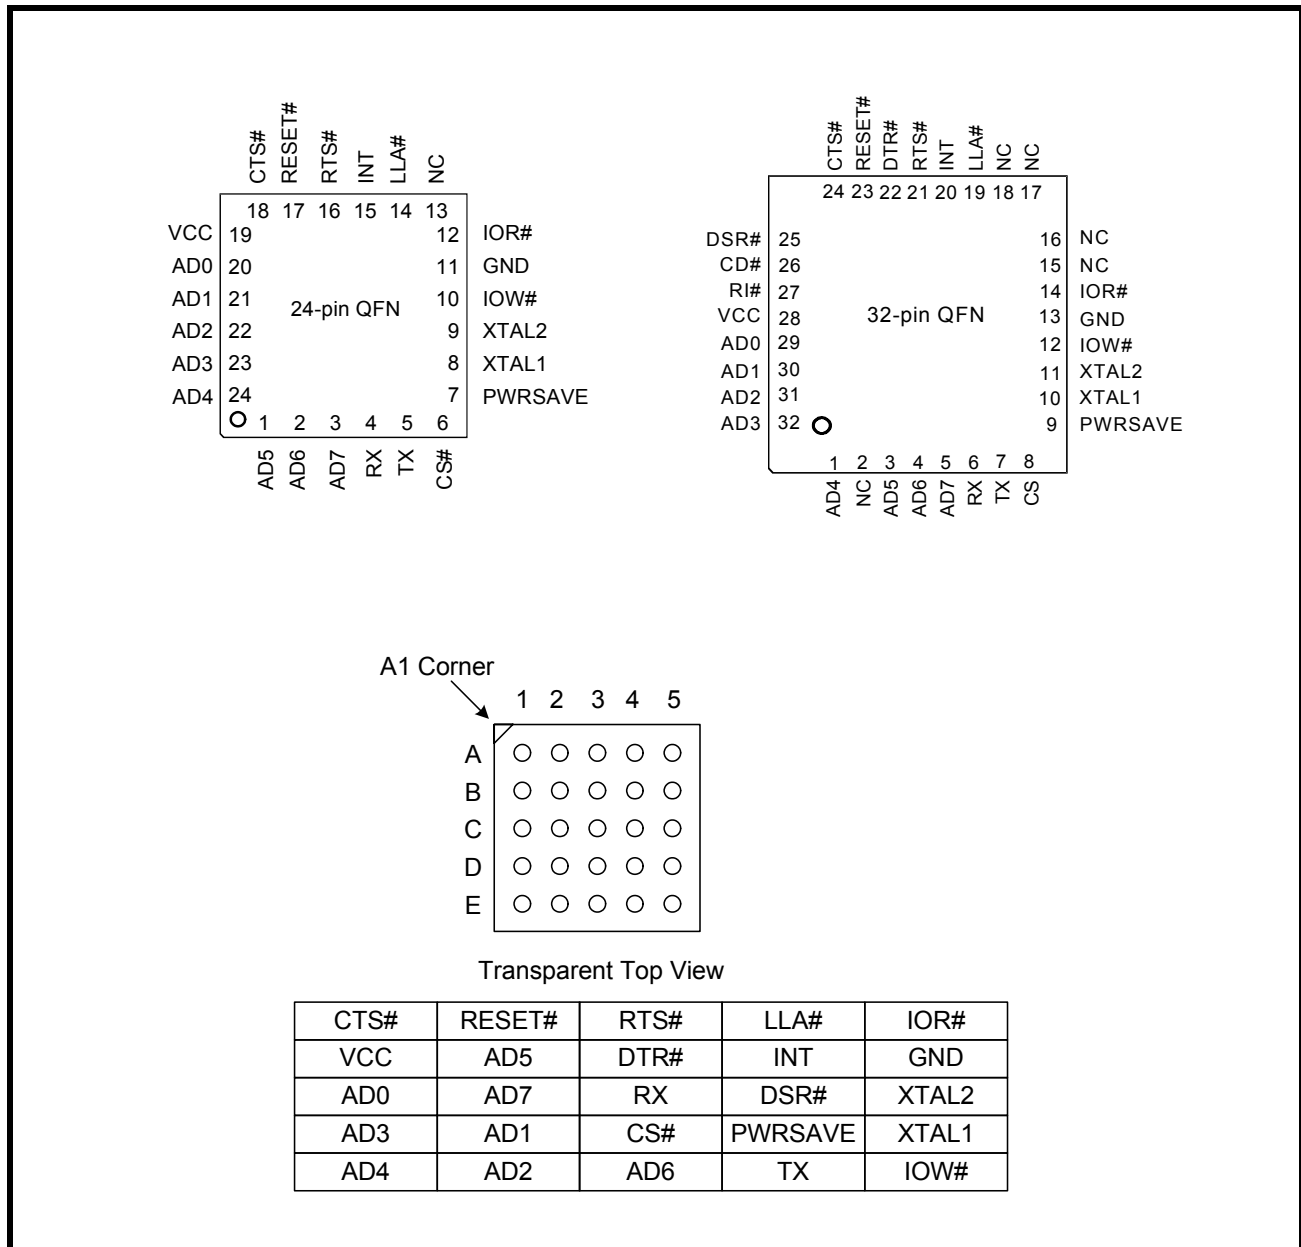 CTS# RESET# RTS# INT LLA# NC
18 17 16 15 14 13
VCC 19 12 IOR#
AD0 20 11 GND
AD1 21 24-pin QFN 10 IOW#
AD2 22 9 XTAL2
AD3 23 8 XTAL1
AD4 24 7 PWRSAVE
1 2 3 4 5 6
AD5 AD6 AD7 RX TX CS#
CTS# RESET# DTR# RTS# INT LLA# NC NC
24 23 22 21 20 19 18 17
DSR# 25 16 NC
CD# 26 15 NC
RI# 27 14 IOR#
VCC 28 32-pin QFN 13 GND
AD0 29 12 IOW#
AD1 30 11 XTAL2
AD2 31 10 XTAL1
AD3 32 9 PWRSAVE
1 2 3 4 5 6 7 8
AD4 NC AD5 AD6 AD7 RX TX CS
A1 Corner
1 2 3 4 5
A
B
C
D
E
Transparent Top View
CTS# RESET# RTS# LLA# IOR#
VCC AD5 DTR# INT GND
AD0 AD7 RX DSR# XTAL2
AD3 AD1 CS# PWRSAVE XTAL1
AD4 AD2 AD6 TX IOW#